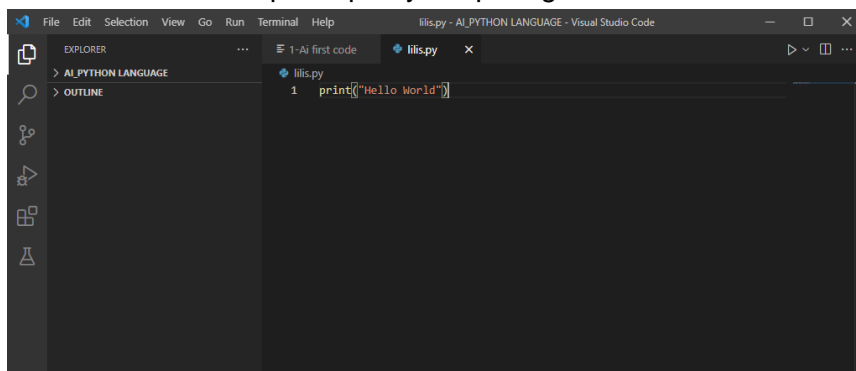 File Edit Selection View Go Run Terminal Help lilis.py - AI_PYTHON LANGUAGE - Visual Studio Code
EXPLORER
1-Ai first code lilis.py
AI_PYTHON LANGUAGE
OUTLINE
lilis.py
1 print("Hello World")